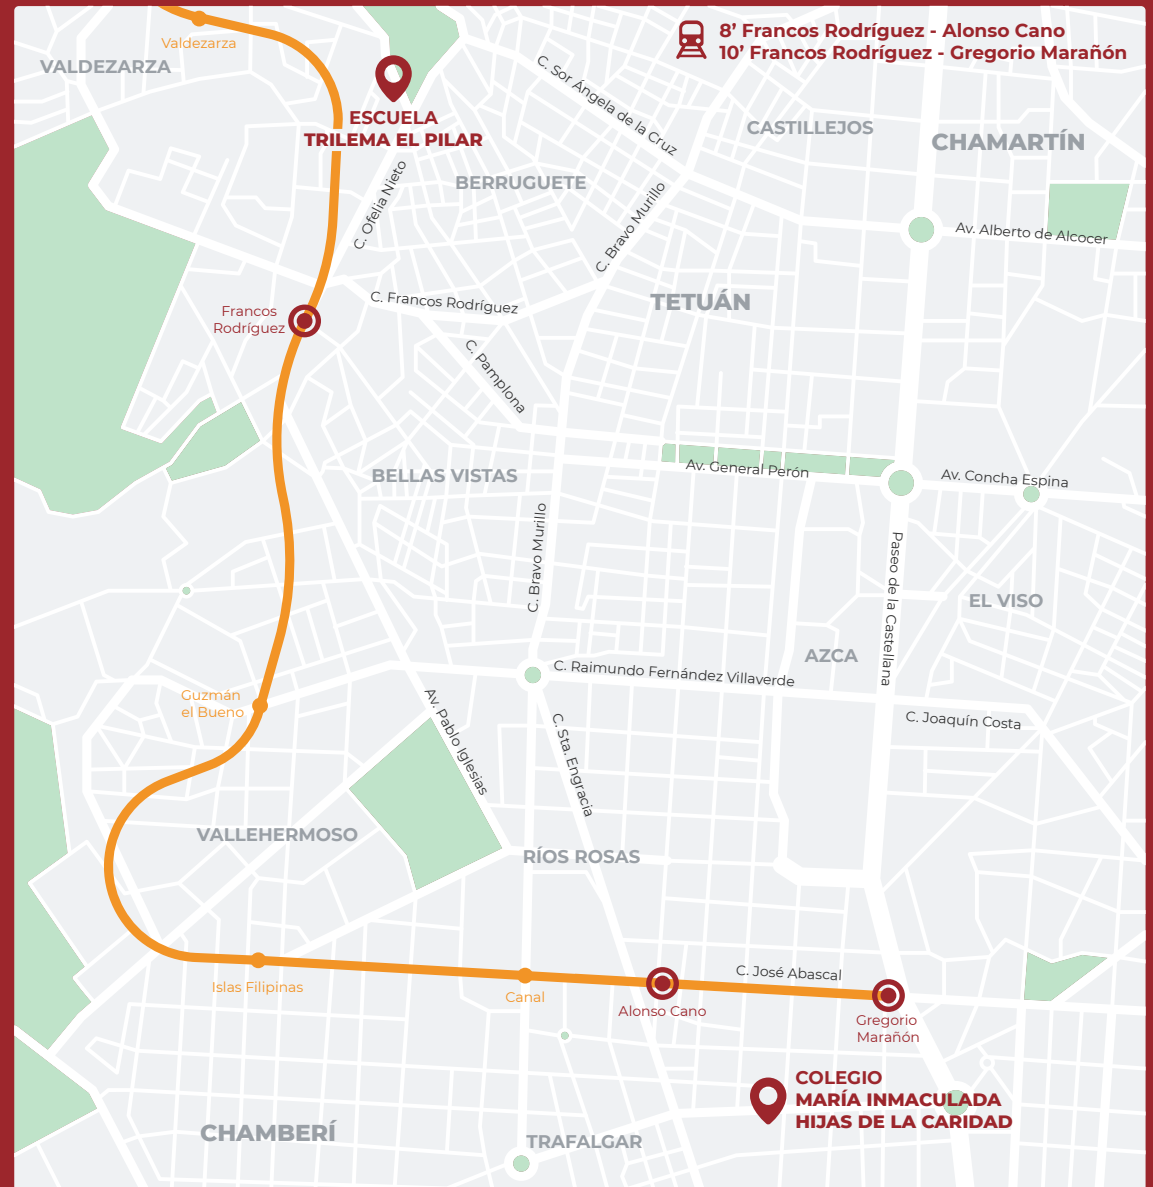 8’ Francos Rodríguez - Alonso Cano
10’ Francos Rodríguez - Gregorio Marañón
Valdezarza
VALDEZARZA
ESCUELA
TRILEMA EL PILAR
C. Sor Ángela de la Cruz
CASTILLEJOS
CHAMARTÍN
BERRUGUETE
C. Ofelia Nieto
C. Bravo Murillo
Av. Alberto de Alcocer
Francos
Rodríguez
C. Francos Rodríguez
TETUÁN
C. Pamplona
BELLAS VISTAS
Av. General Perón
Av. Concha Espina
C. Bravo Murillo
Paseo de la Castellana
EL VISO
AZCA
C. Raimundo Fernández Villaverde
Guzmán
el Bueno
Av. Pablo Iglesias
C. Sta. Engracia
C. Joaquín Costa
VALLEHERMOSO
RÍOS ROSAS
Islas Filipinas
Canal
Alonso Cano
C. José Abascal
Gregorio
Marañón
COLEGIO
MARÍA INMACULADA
HIJAS DE LA CARIDAD
CHAMBERÍ
TRAFALGAR